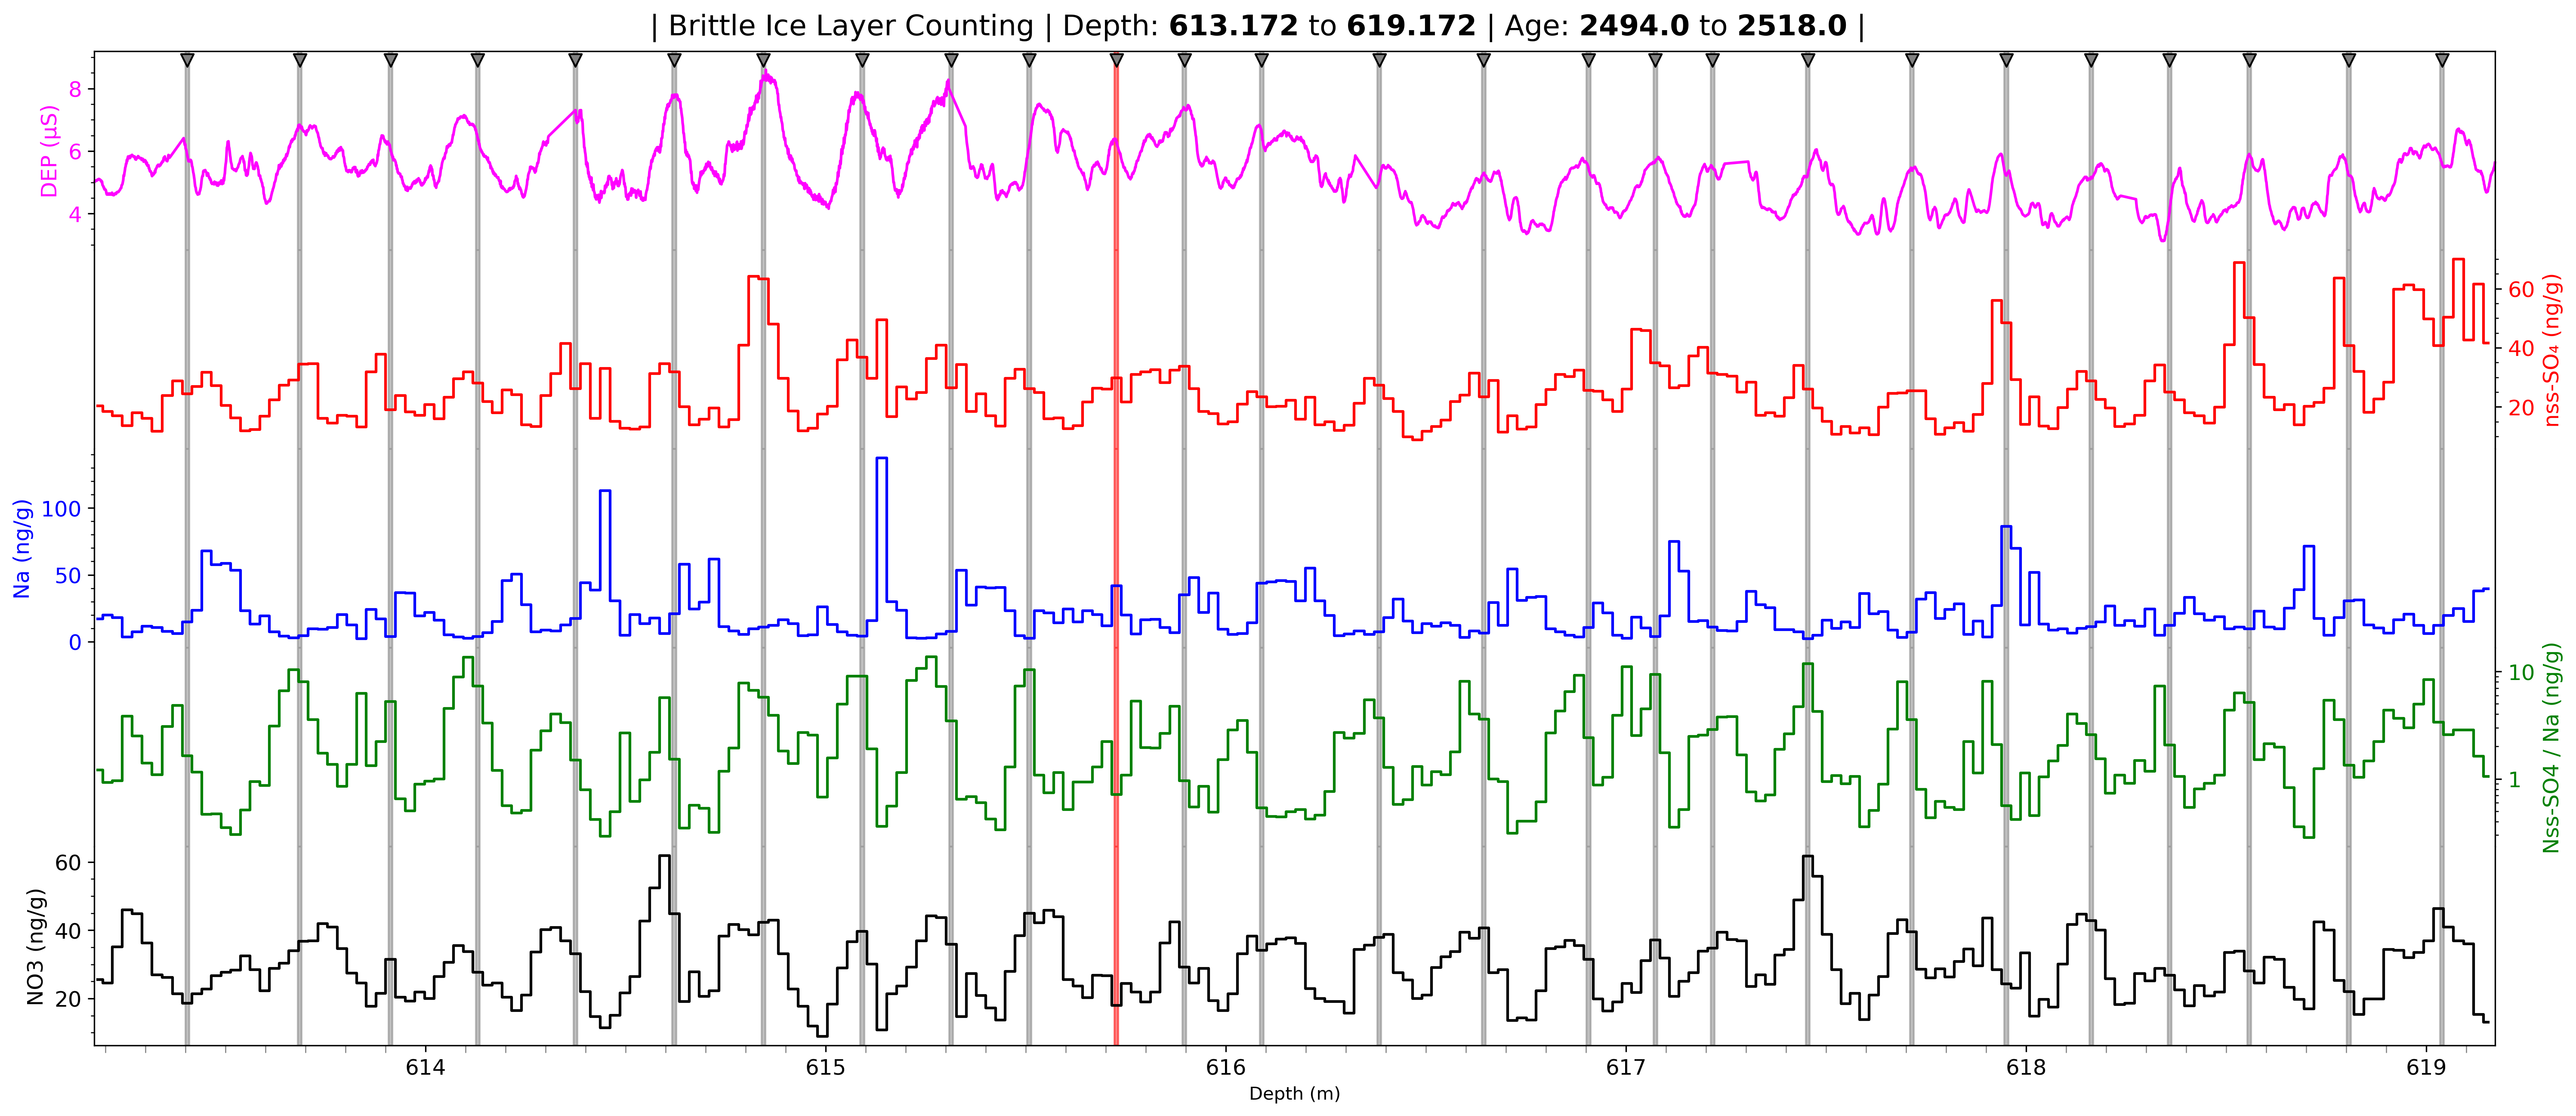 | Brittle Ice Layer Counting | Depth: 613.172 to 619.172 | Age: 2494.0 to 2518.0 |
DEP (µS)
8
6
4
nss-SO₄ (ng/g)
60
40
20
Na (ng/g)
100
50
0
Nss-SO4 / Na (ng/g)
10
1
NO3 (ng/g)
60
40
20
614 615 616 617 618 619
Depth (m)